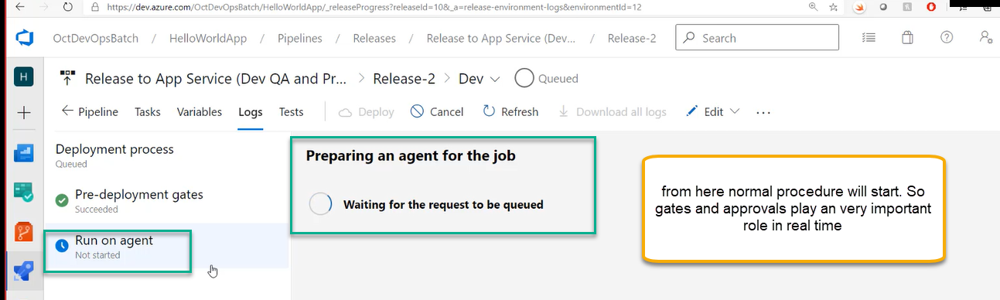 https://dev.azure.com/OctDevOpsBatch/HelloWorldApp/_releaseProgress?releaseId=10&_a=release-environment-logs&environmentId=12
OctDevOpsBatch / HelloWorldApp / Pipelines / Releases / Release to App Service (Dev... / Release-2
Search
H
Release to App Service (Dev QA and Pr... > Release-2 > Dev Queued
Pipeline Tasks Variables Logs Tests Deploy Cancel Refresh Download all logs Edit ...
Deployment process
Queued
Pre-deployment gates
Succeeded
Run on agent
Not started
Preparing an agent for the job
Waiting for the request to be queued
from here normal procedure will start. So
gates and approvals play an very important
role in real time